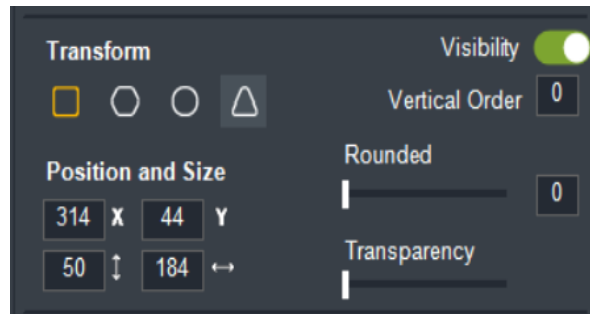 Transform
Visibility
Vertical Order 0
Position and Size
314 X 44 Y
50 184
Rounded
0
Transparency